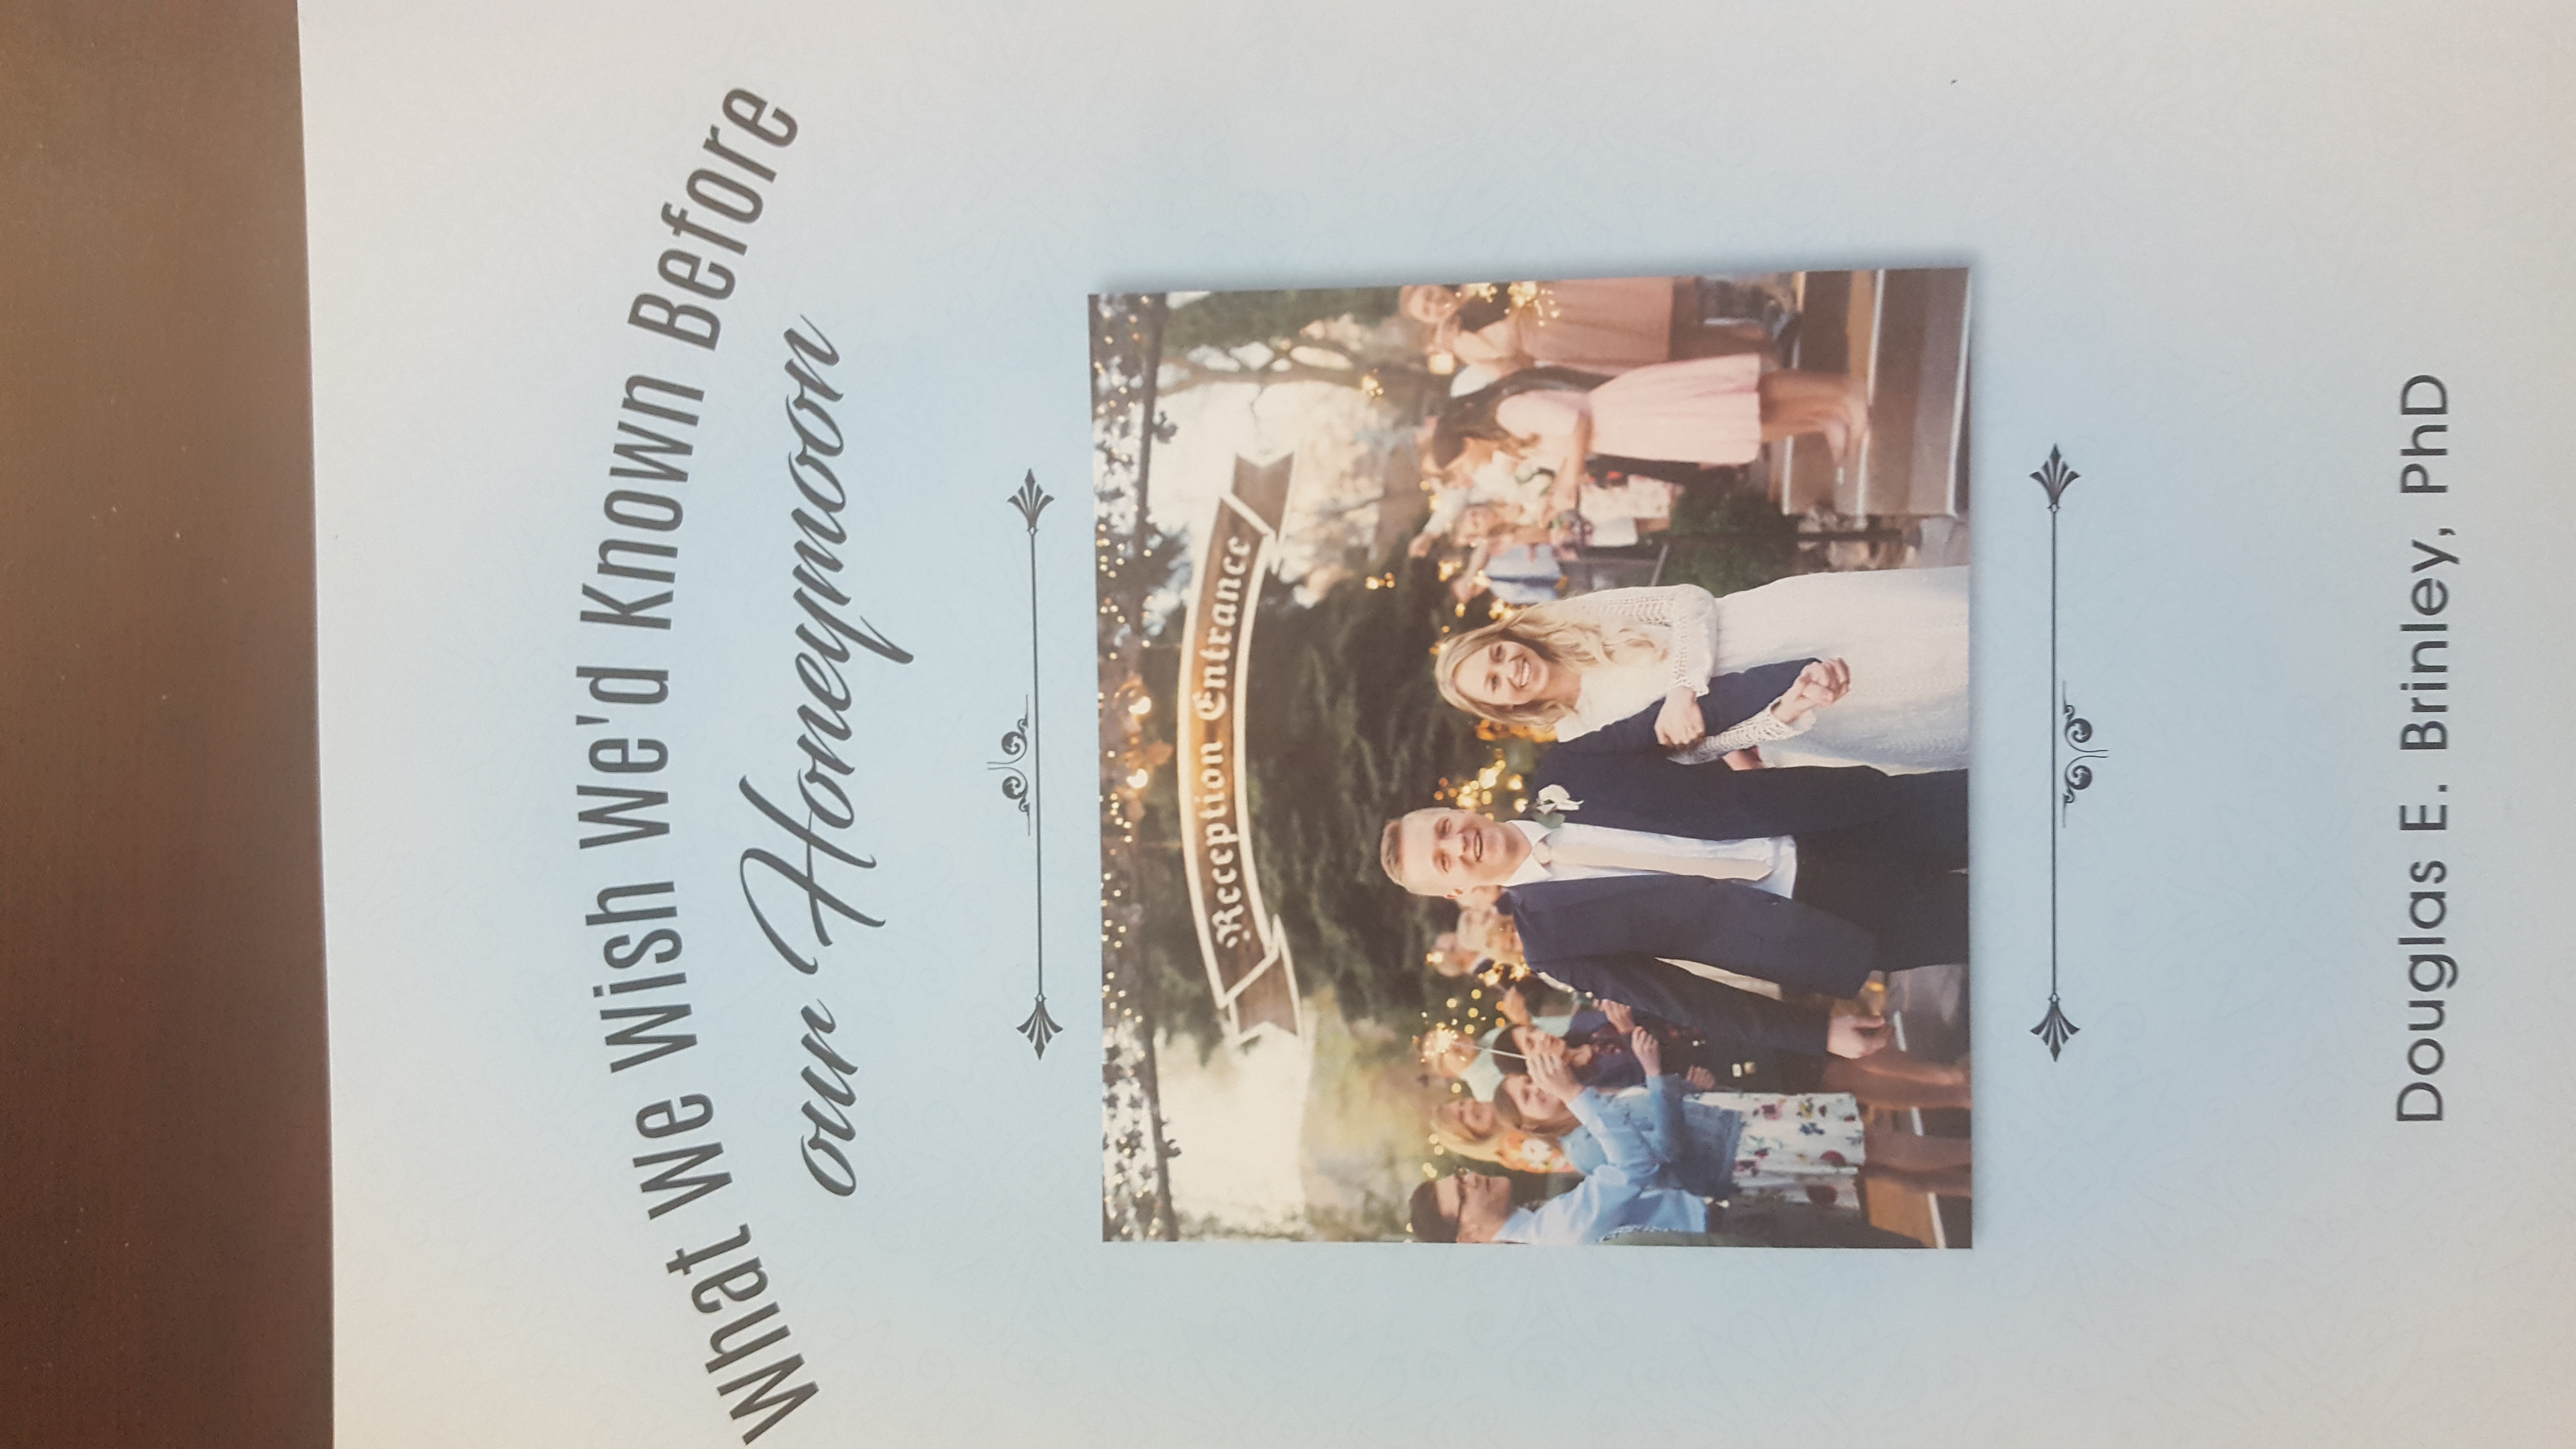 What We Wish We'd Known Before
our Honeymoon
Reception Entrance
Douglas E. Brinley, PhD